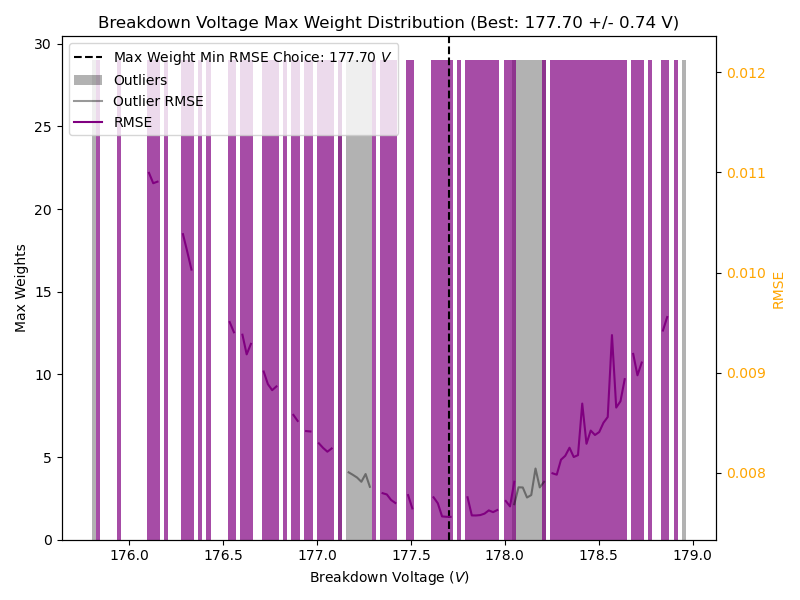 Breakdown Voltage Max Weight Distribution (Best: 177.70 +/- 0.74 V)
Max Weight Min RMSE Choice: 177.70 V
Outliers
Outlier RMSE
RMSE
30
25
20
15
10
5
0
Max Weights
0.012
0.011
0.010
0.009
0.008
RMSE
176.0 176.5 177.0 177.5 178.0 178.5 179.0
Breakdown Voltage (V)